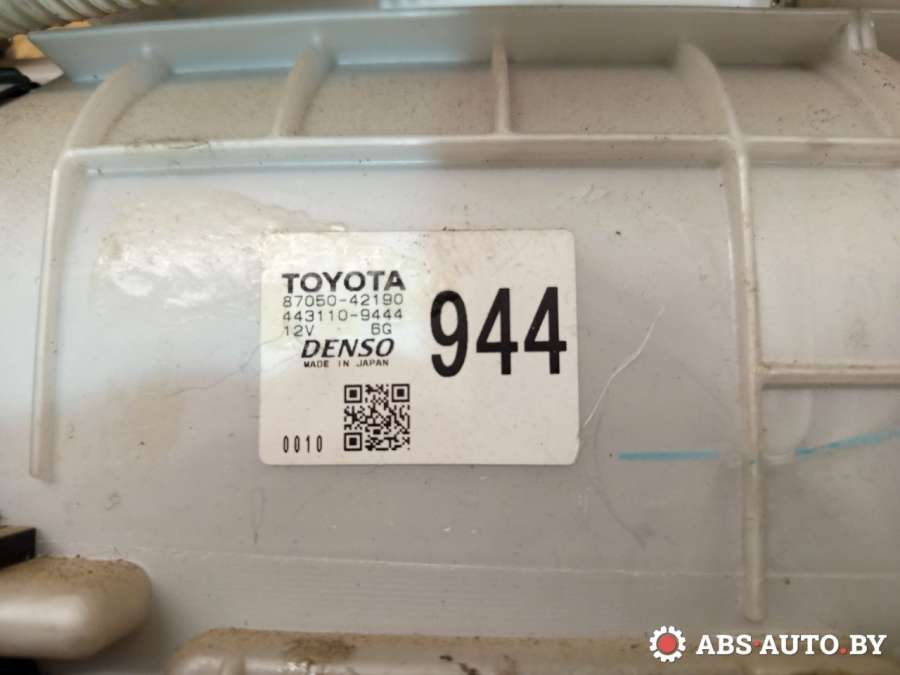 TOYOTA
87050-42190
443110-9444
12V 6G
DENSO
MADE IN JAPAN
944
0010
ABS-AUTO.BY